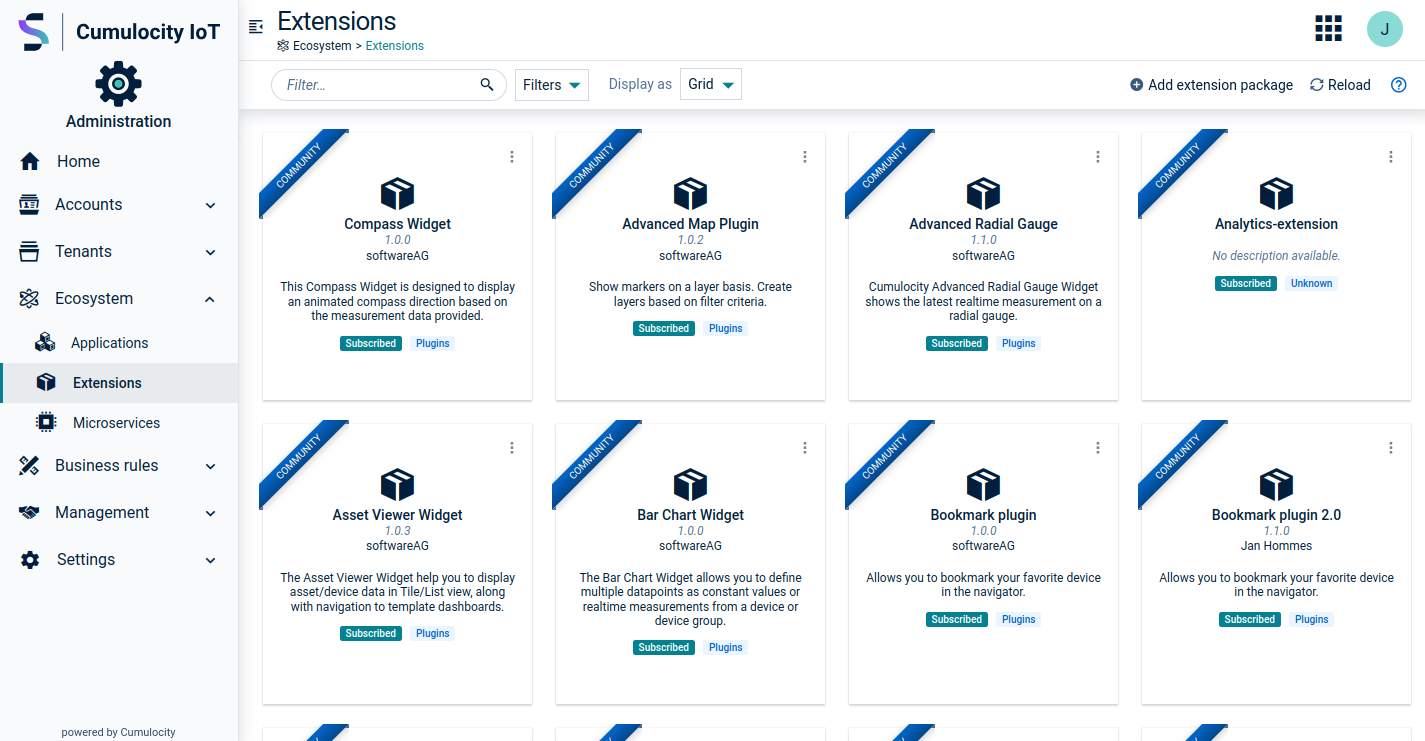 Cumulocity IoT
Administration
Home
Accounts
Tenants
Ecosystem
Applications
Extensions
Microservices
Business rules
Management
Settings
powered by Cumulocity
Extensions
Ecosystem > Extensions
J
Filter…
Filters
Display as
Grid
Add extension package
Reload
COMMUNITY
Compass Widget
1.0.0
softwareAG
This Compass Widget is designed to display
an animated compass direction based on
the measurement data provided.
Subscribed Plugins
COMMUNITY
Advanced Map Plugin
1.0.2
softwareAG
Show markers on a layer basis. Create
layers based on filter criteria.
Subscribed Plugins
COMMUNITY
Advanced Radial Gauge
1.1.0
softwareAG
Cumulocity Advanced Radial Gauge Widget
shows the latest realtime measurement on a
radial gauge.
Subscribed Plugins
COMMUNITY
Analytics-extension
No description available.
Subscribed Unknown
COMMUNITY
Asset Viewer Widget
1.0.3
softwareAG
The Asset Viewer Widget help you to display
asset/device data in Tile/List view, along
with navigation to template dashboards.
Subscribed Plugins
COMMUNITY
Bar Chart Widget
1.0.0
softwareAG
The Bar Chart Widget allows you to define
multiple datapoints as constant values or
realtime measurements from a device or
device group.
Subscribed Plugins
COMMUNITY
Bookmark plugin
1.0.0
softwareAG
Allows you to bookmark your favorite device
in the navigator.
Subscribed Plugins
COMMUNITY
Bookmark plugin 2.0
1.1.0
Jan Hommes
Allows you to bookmark your favorite device
in the navigator.
Subscribed Plugins